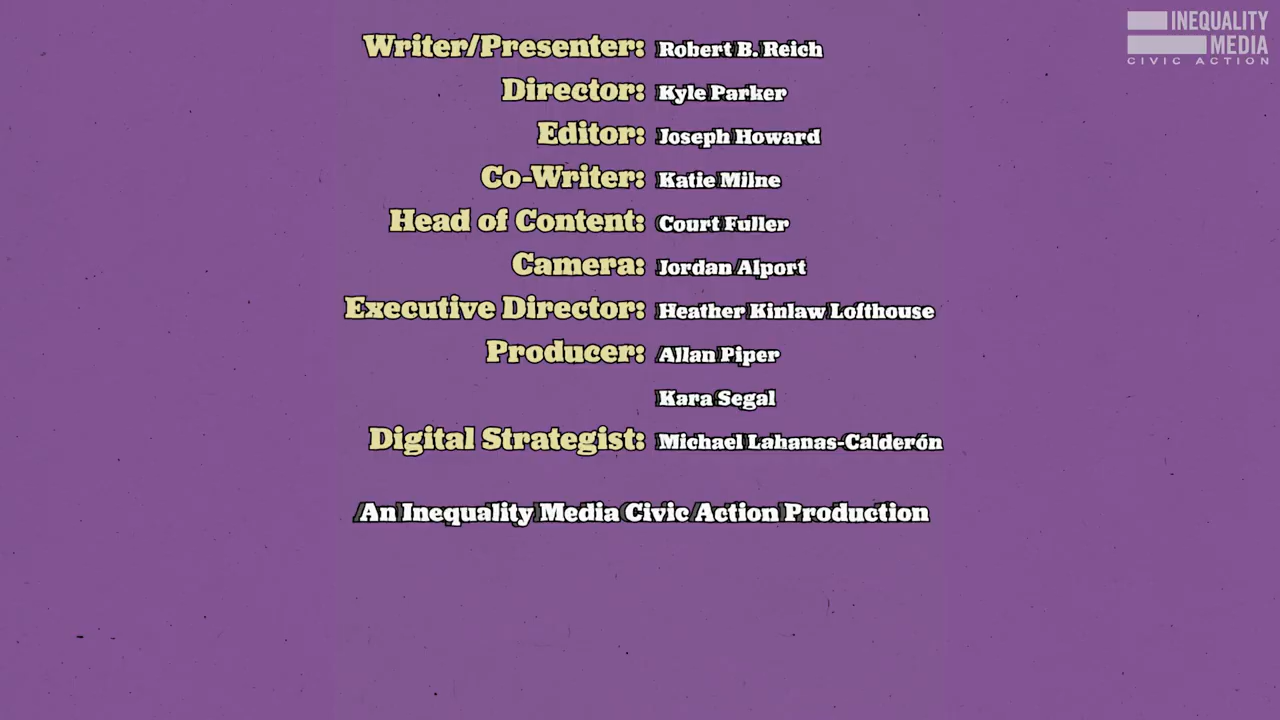 INEQUALITY
MEDIA
CIVIC ACTION
Writer/Presenter: Robert B. Reich
Director: Kyle Parker
Editor: Joseph Howard
Co-Writer: Katie Milne
Head of Content: Court Fuller
Camera: Jordan Alport
Executive Director: Heather Kinlaw Lofthouse
Producer: Allan Piper
Kara Segal
Digital Strategist: Michael Lahanas-Calderón
An Inequality Media Civic Action Production